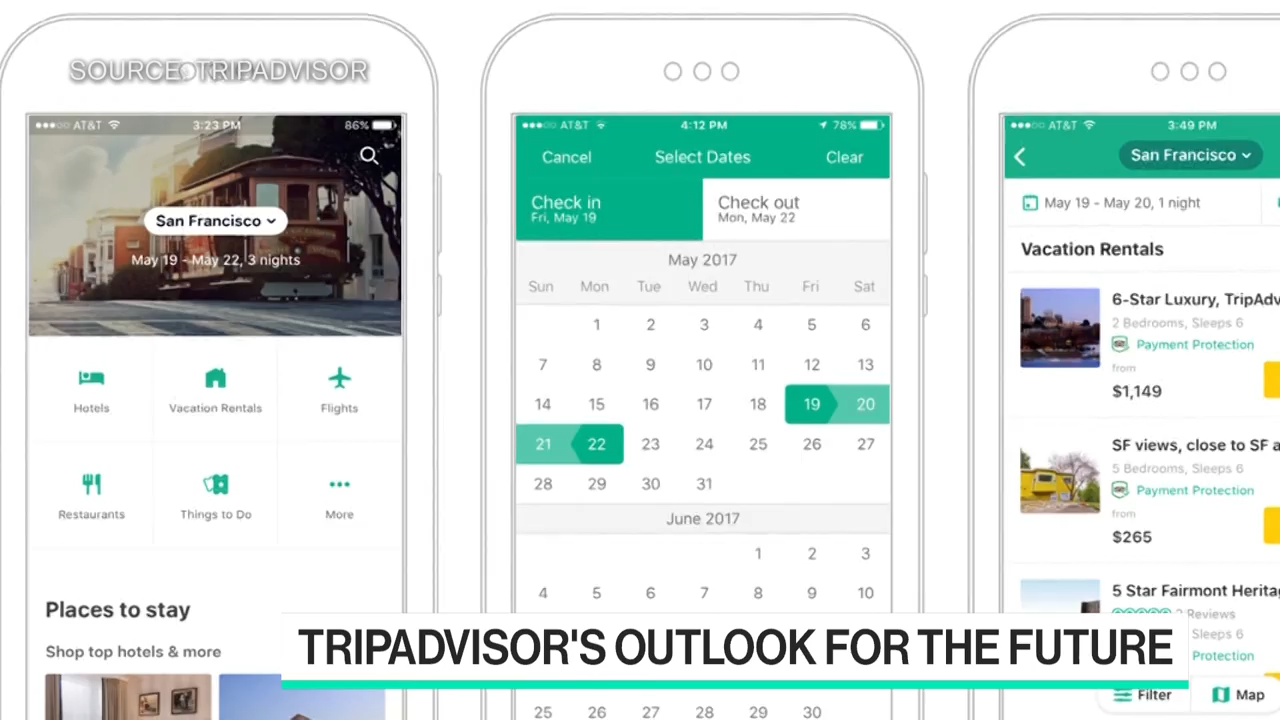 SOURCE: TRIPADVISOR
AT&T 3:23 PM 86%
San Francisco
May 19 - May 22, 3 nights
Hotels
Vacation Rentals
Flights
Restaurants
Things to Do
More
Places to stay
Shop top hotels & more
AT&T 4:12 PM 78%
Cancel Select Dates Clear
Check in
Fri, May 19
Check out
Mon, May 22
May 2017
Sun Mon Tue Wed Thu Fri Sat
1 2 3 4 5 6
7 8 9 10 11 12 13
14 15 16 17 18 19 20
21 22 23 24 25 26 27
28 29 30 31
June 2017
1 2 3
4 5 6 7 8 9 10
25 26 27 28 29 30
AT&T 3:49 PM
San Francisco
May 19 - May 20, 1 night
Vacation Rentals
6-Star Luxury, TripAdv
2 Bedrooms, Sleeps 6
Payment Protection
from
$1,149
SF views, close to SF a
5 Bedrooms, Sleeps 6
Payment Protection
from
$265
5 Star Fairmont Herita
Reviews
Sleeps 6
Protection
Filter Map
TRIPADVISOR'S OUTLOOK FOR THE FUTURE